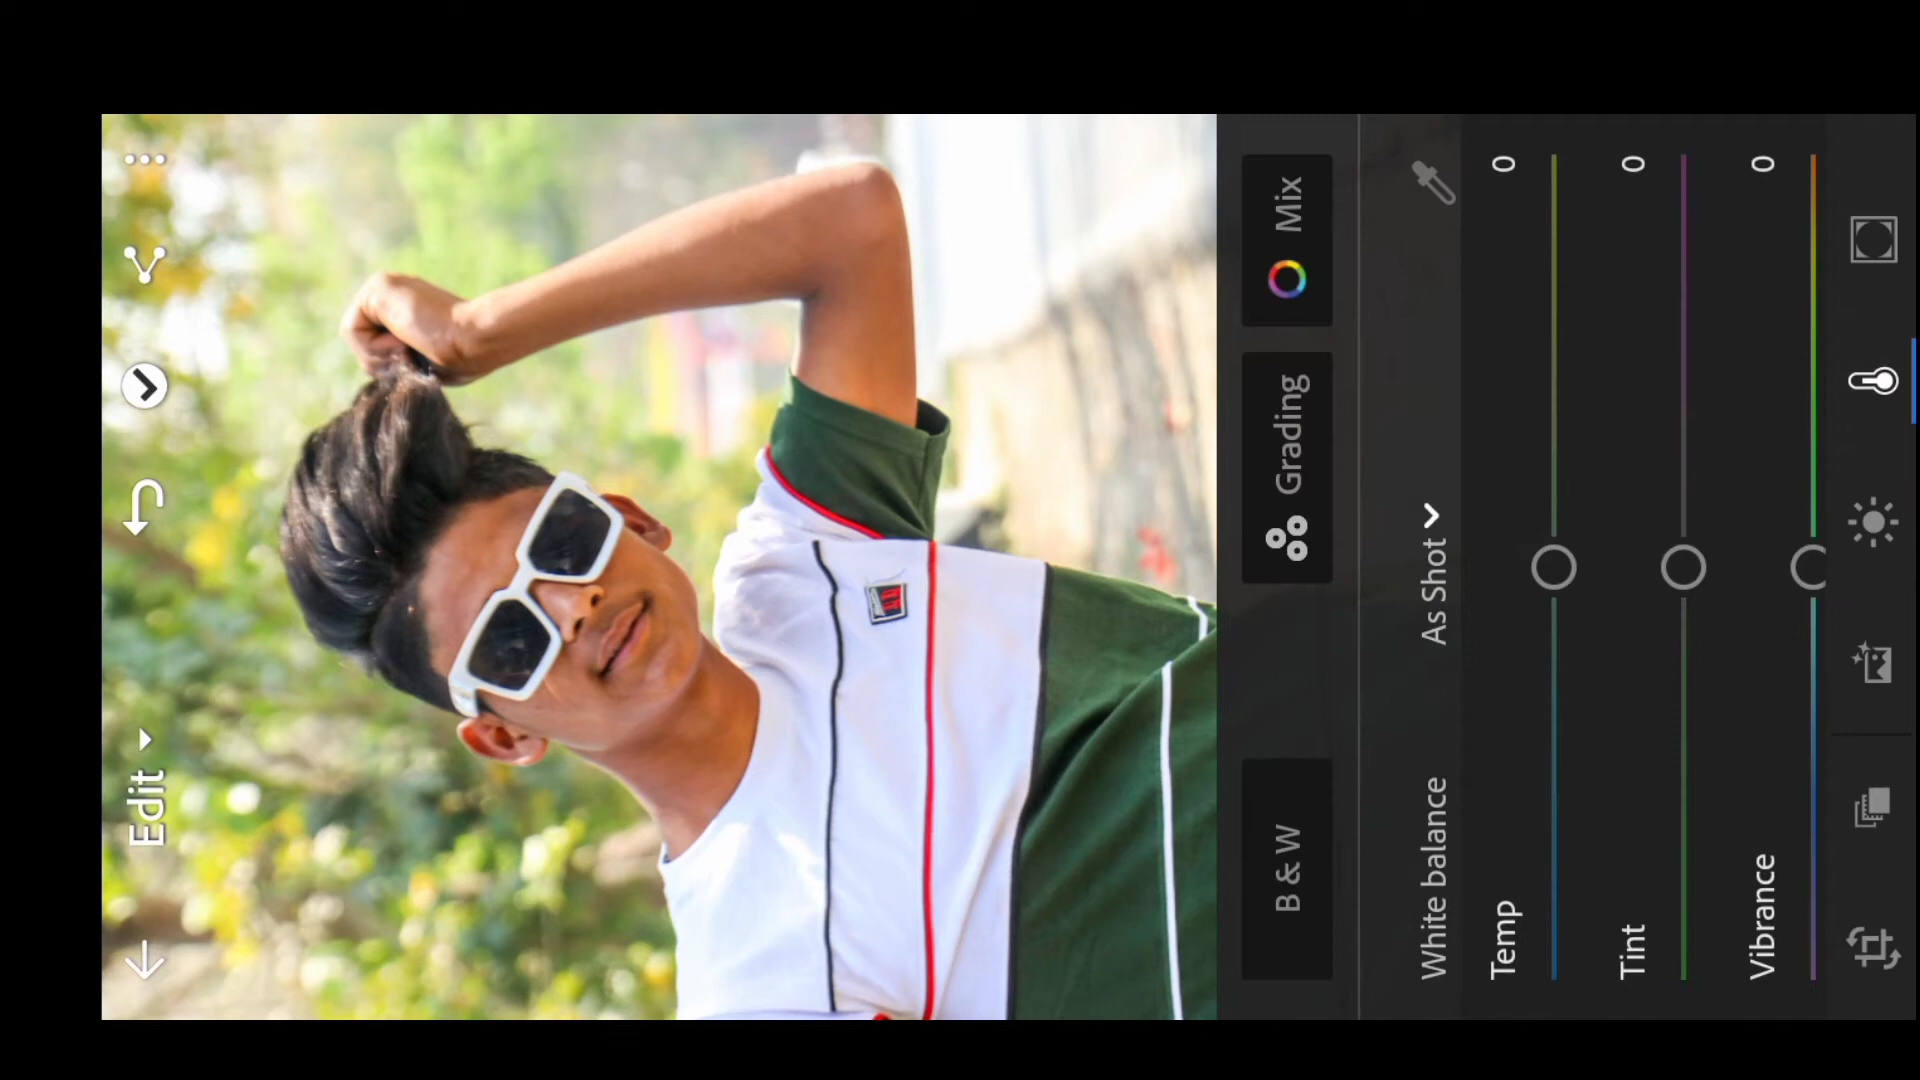 Edit
B & W
Grading
Mix
White balance
As Shot
Temp
0
Tint
0
Vibrance
0